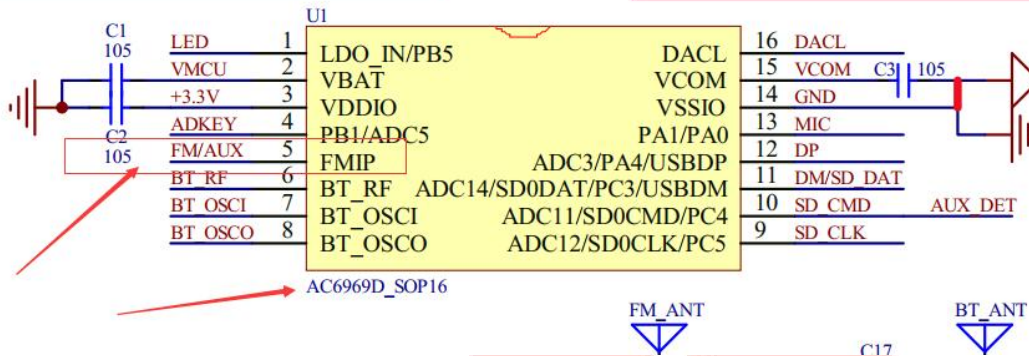 U1
C1
105
LED 1 LDO_IN/PB5 DACL 16 DACL
VMCU 2 VBAT VCOM 15 VCOM C3 105
+3.3V 3 VDDIO VSSIO 14 GND
ADKEY 4 PB1/ADC5 PA1/PA0 13 MIC
C2
105
FM/AUX 5 FMIP ADC3/PA4/USBDP 12 DP
BT_RF 6 BT_RF ADC14/SD0DAT/PC3/USBDM 11 DM/SD_DAT
BT_OSCI 7 BT_OSCI ADC11/SD0CMD/PC4 10 SD_CMD AUX_DET
BT_OSCO 8 BT_OSCO ADC12/SD0CLK/PC5 9 SD_CLK
AC6969D_SOP16
FM_ANT BT_ANT
C17